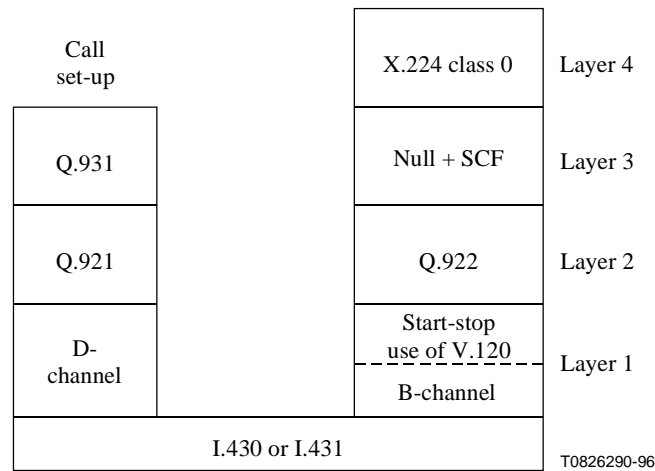 Call
set-up
X.224 class 0
Layer 4
Q.931
Null + SCF
Layer 3
Q.921
Q.922
Layer 2
D-
channel
Start-stop
use of V.120
B-channel
Layer 1
I.430 or I.431
T0826290-96